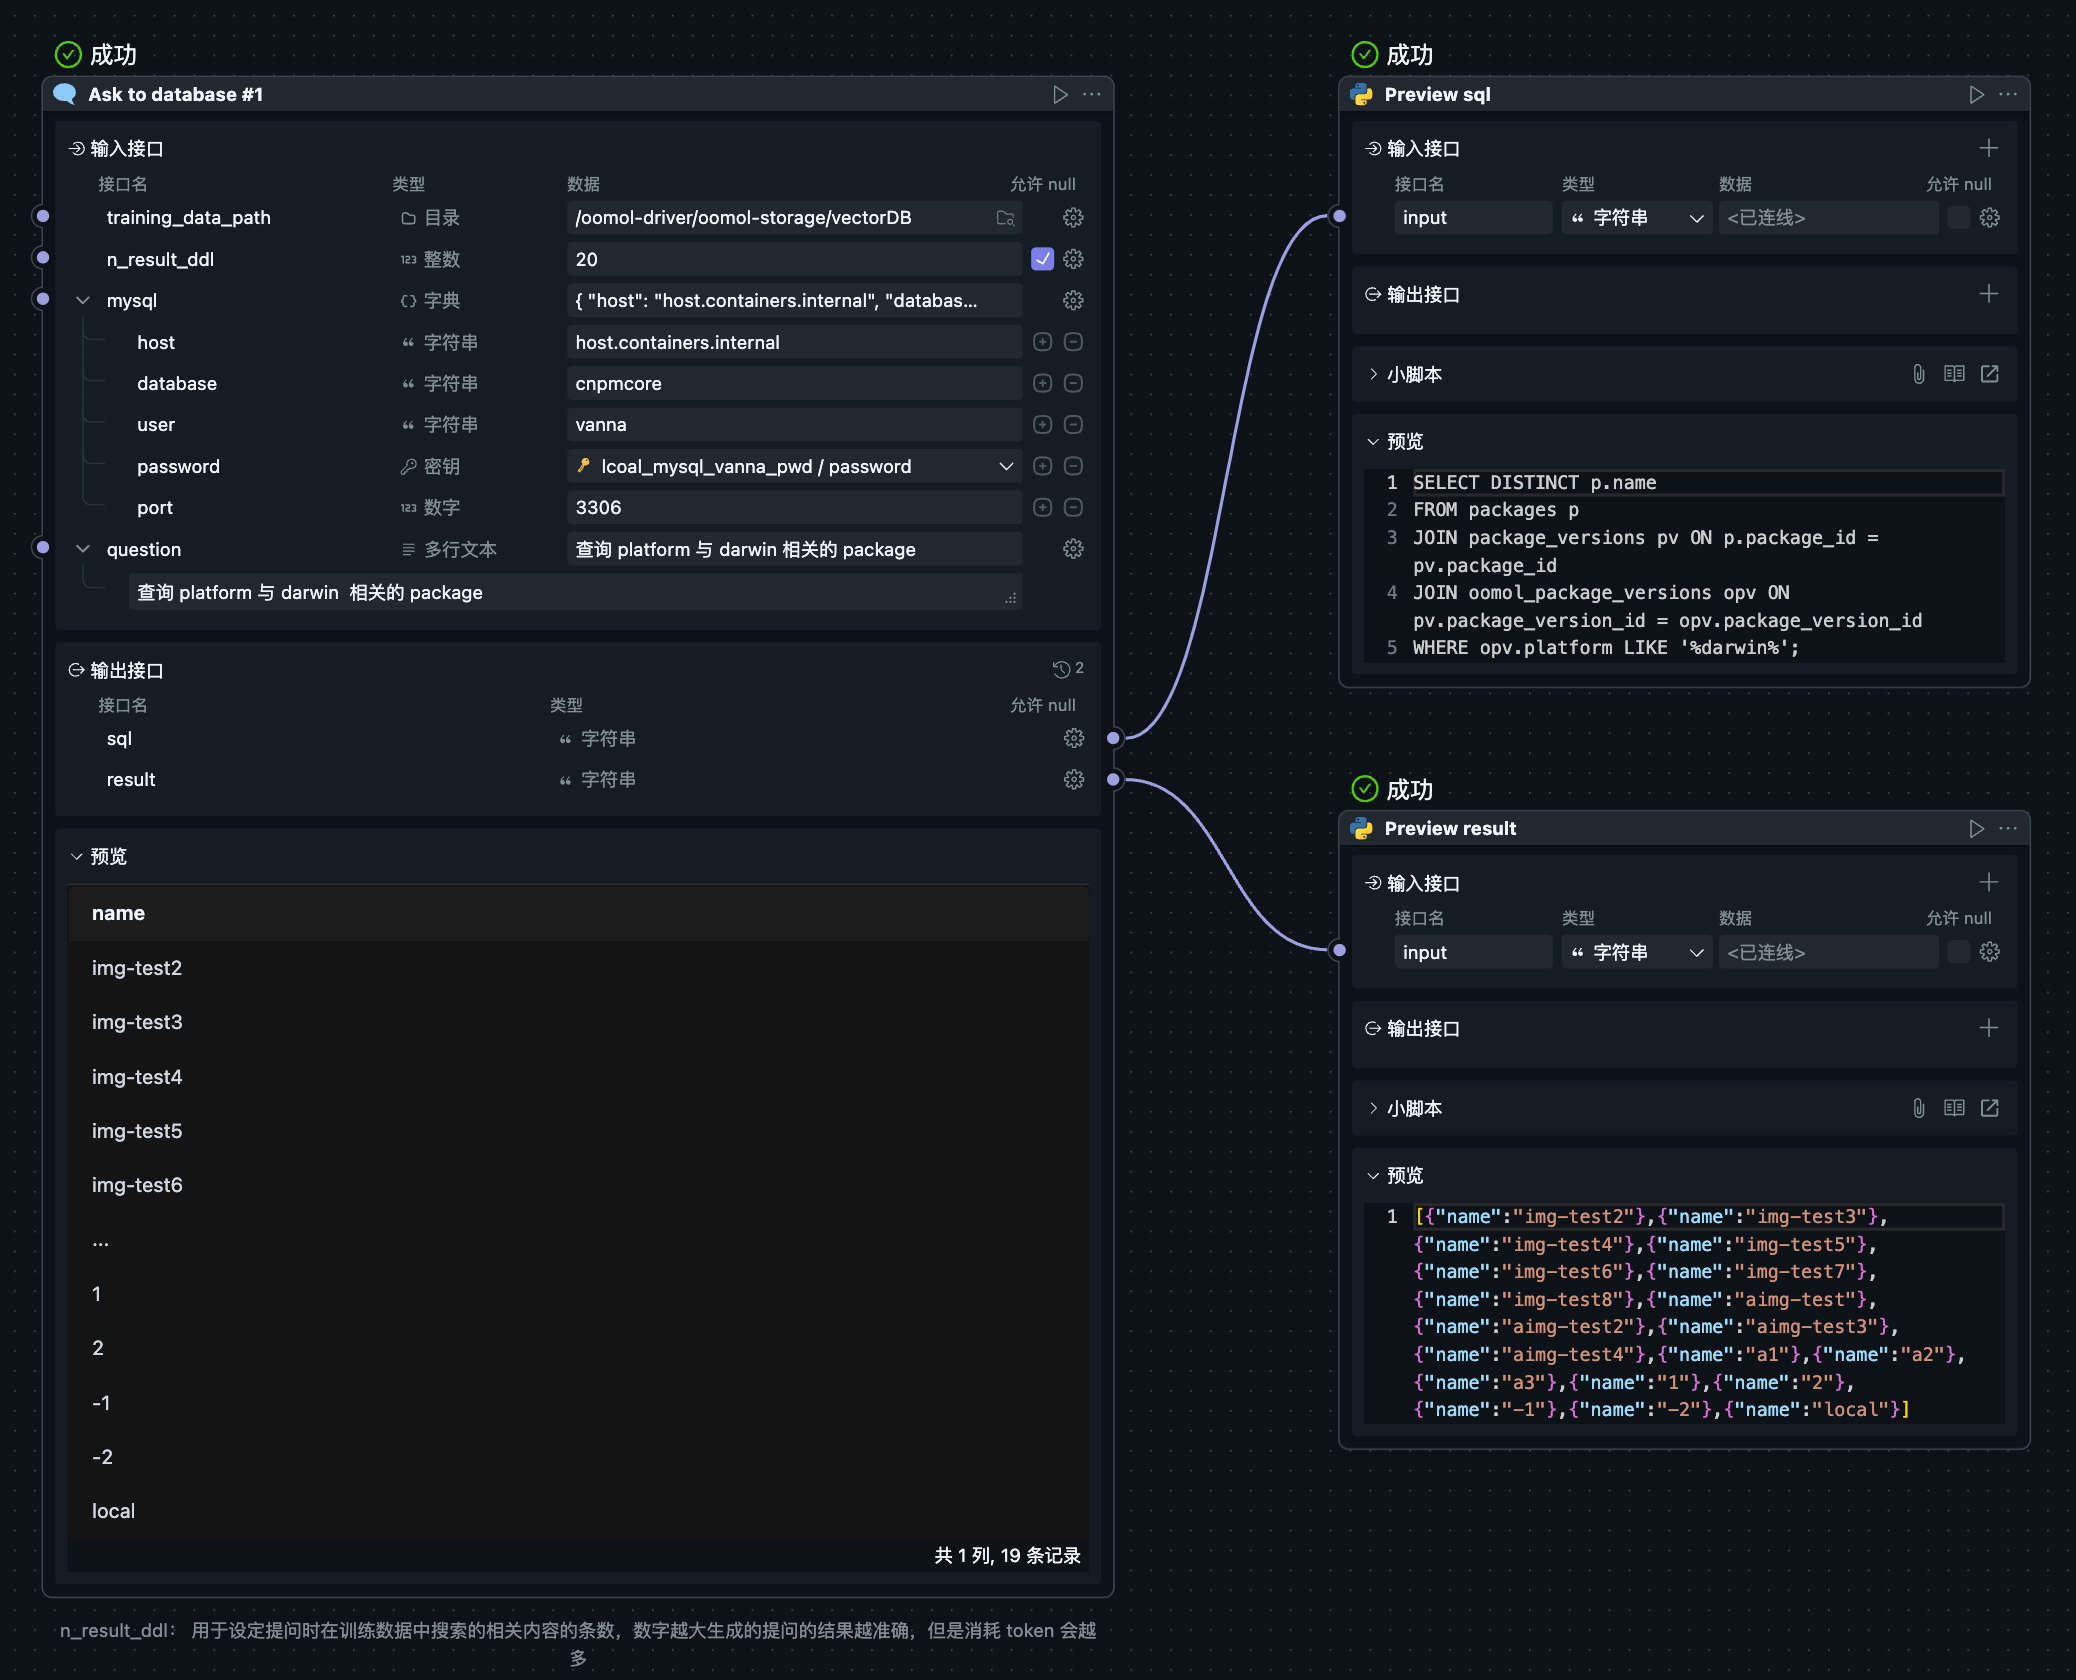 成功
Ask to database #1
输入接口
接口名 类型 数据 允许 null
training_data_path 目录 /oomol-driver/oomol-storage/vectorDB
n_result_ddl 123 整数 20
mysql {} 字典 { "host": "host.containers.internal", "databas...
host “ 字符串 host.containers.internal
database “ 字符串 cnpmcore
user “ 字符串 vanna
password 密钥 lcoal_mysql_vanna_pwd / password
port 123 数字 3306
question 多行文本 查询 platform 与 darwin 相关的 package
查询 platform 与 darwin  相关的 package
输出接口 2
接口名 类型 允许 null
sql “ 字符串
result “ 字符串
预览
name
img-test2
img-test3
img-test4
img-test5
img-test6
...
1
2
-1
-2
local
共 1 列, 19 条记录
n_result_ddl： 用于设定提问时在训练数据中搜索的相关内容的条数，数字越大生成的提问的结果越准确，但是消耗 token 会越
多
成功
Preview sql
输入接口
接口名 类型 数据 允许 null
input “ 字符串 <已连线>
输出接口
小脚本
预览
1 SELECT DISTINCT p.name
2 FROM packages p
3 JOIN package_versions pv ON p.package_id =
pv.package_id
4 JOIN oomol_package_versions opv ON
pv.package_version_id = opv.package_version_id
5 WHERE opv.platform LIKE '%darwin%';
成功
Preview result
输入接口
接口名 类型 数据 允许 null
input “ 字符串 <已连线>
输出接口
小脚本
预览
1 [{"name":"img-test2"},{"name":"img-test3"},
{"name":"img-test4"},{"name":"img-test5"},
{"name":"img-test6"},{"name":"img-test7"},
{"name":"img-test8"},{"name":"aimg-test"},
{"name":"aimg-test2"},{"name":"aimg-test3"},
{"name":"aimg-test4"},{"name":"a1"},{"name":"a2"},
{"name":"a3"},{"name":"1"},{"name":"2"},
{"name":"-1"},{"name":"-2"},{"name":"local"}]